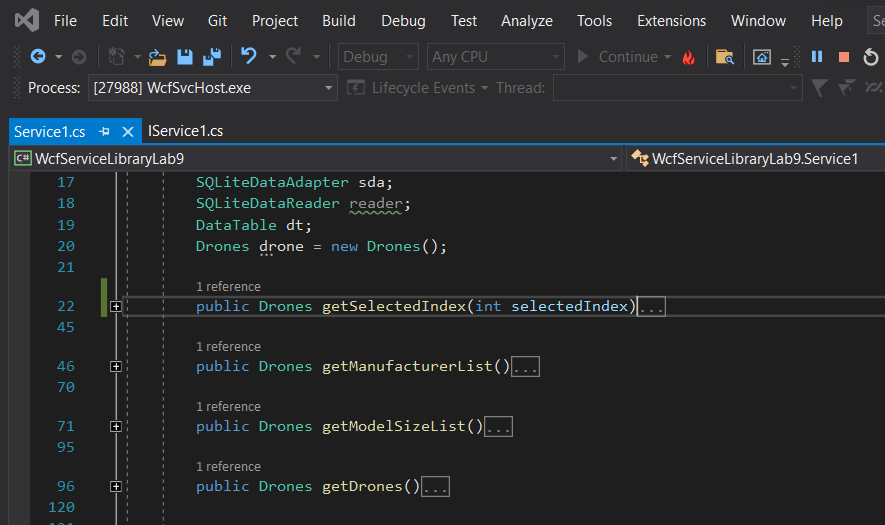 File Edit View Git Project Build Debug Test Analyze Tools Extensions Window Help Se
Debug Any CPU Continue
Process: [27988] WcfSvcHost.exe Lifecycle Events Thread:
Service1.cs IService1.cs
C# WcfServiceLibraryLab9 WcfServiceLibraryLab9.Service1
17 SQLiteDataAdapter sda;
18 SQLiteDataReader reader;
19 DataTable dt;
20 Drones drone = new Drones();
21
1 reference
22 public Drones getSelectedIndex(int selectedIndex)...
45
1 reference
46 public Drones getManufacturerList()...
70
1 reference
71 public Drones getModelSizeList()...
95
1 reference
96 public Drones getDrones()...
120